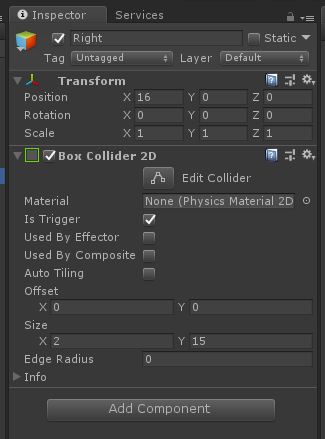 Inspector Services
Right Static
Tag Untagged Layer Default
Transform
Position X 16 Y 0 Z 0
Rotation X 0 Y 0 Z 0
Scale X 1 Y 1 Z 1
Box Collider 2D
Edit Collider
Material None (Physics Material 2D
Is Trigger
Used By Effector
Used By Composite
Auto Tiling
Offset
X 0 Y 0
Size
X 2 Y 15
Edge Radius 0
Info
Add Component